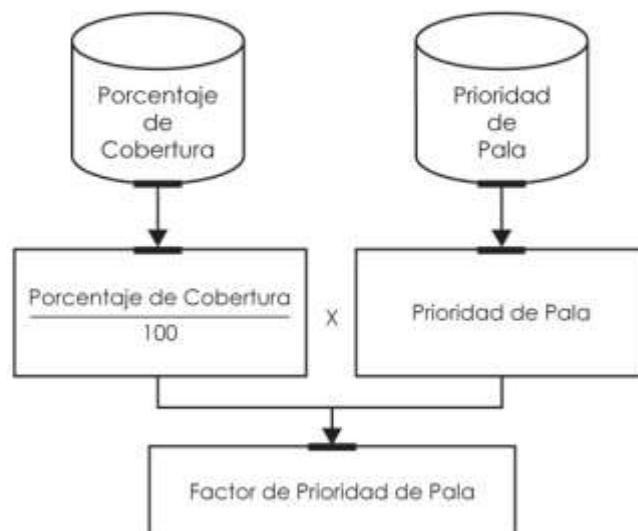 Porcentaje
de
Cobertura
Prioridad
de
Pala
Porcentaje de Cobertura
100
X
Prioridad de Pala
Factor de Prioridad de Pala